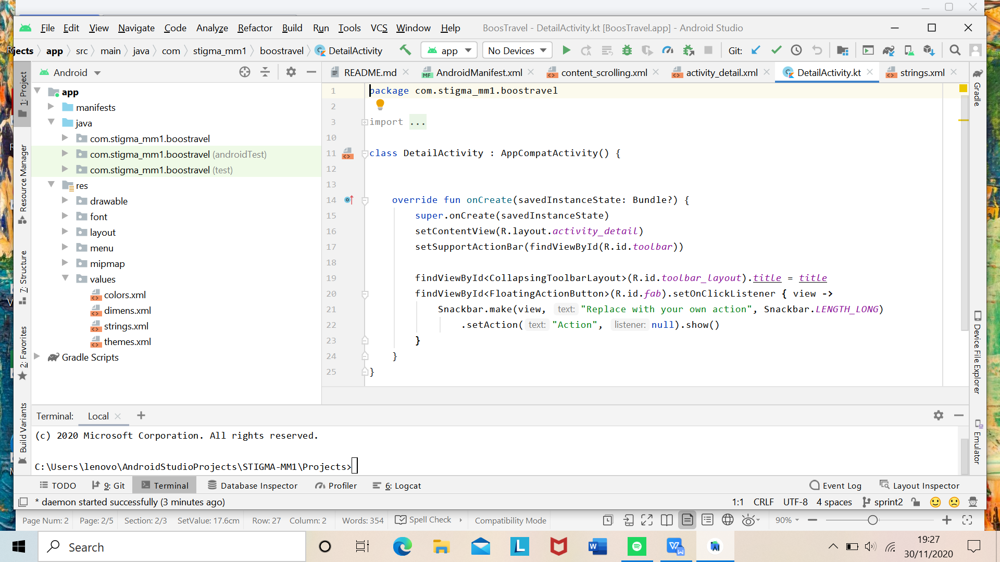 File Edit View Navigate Code Analyze Refactor Build Run Tools VCS Window Help BoosTravel - DetailActivity.kt [BoosTravel.app] - Android Studio
jects app src main java com stigma_mm1 boostravel DetailActivity app No Devices Git:
Android README.md AndroidManifest.xml content_scrolling.xml activity_detail.xml DetailActivity.kt strings.xml
1: Project
Resource Manager
7: Structure
2: Favorites
Build Variants
app
manifests
java
com.stigma_mm1.boostravel
com.stigma_mm1.boostravel (androidTest)
com.stigma_mm1.boostravel (test)
res
drawable
font
layout
menu
mipmap
values
colors.xml
dimens.xml
strings.xml
themes.xml
Gradle Scripts
1 package com.stigma_mm1.boostravel
2
3 import ...
10
11 class DetailActivity : AppCompatActivity() {
12
13
14 override fun onCreate(savedInstanceState: Bundle?) {
15 super.onCreate(savedInstanceState)
16 setContentView(R.layout.activity_detail)
17 setSupportActionBar(findViewById(R.id.toolbar))
18
19 findViewById<CollapsingToolbarLayout>(R.id.toolbar_layout).title = title
20 findViewById<FloatingActionButton>(R.id.fab).setOnClickListener { view ->
21 Snackbar.make(view, text: "Replace with your own action", Snackbar.LENGTH_LONG)
22 .setAction( text: "Action", listener: null).show()
23 }
24 }
25 }
Gradle
Device File Explorer
Emulator
Terminal: Local
(c) 2020 Microsoft Corporation. All rights reserved.
C:\Users\lenovo\AndroidStudioProjects\STIGMA-MM1\Projects>
TODO 9: Git Terminal Database Inspector Profiler 6: Logcat Event Log Layout Inspector
* daemon started successfully (3 minutes ago) 1:1 CRLF UTF-8 4 spaces sprint2
Page Num: 2 Page: 2/5 Section: 2/3 SetValue: 17.6cm Row: 27 Column: 2 Words: 354 Spell Check Compatibility Mode 90%
Search
19:27
30/11/2020